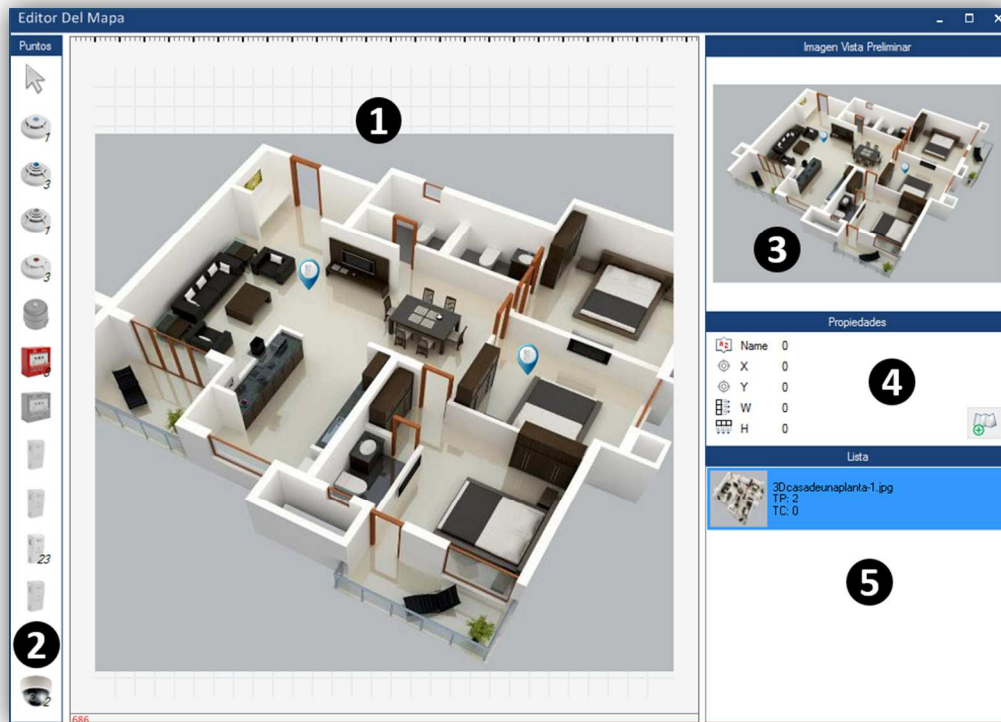 Editor Del Mapa
Puntos
Imagen Vista Preliminar
1
1
3
1
3
3
Propiedades
Name 0
X 0
Y 0
W 0
H 0
4
23
Lista
3Dcasadeunaplanta-1.jpg
TP: 2
TC: 0
5
2
2
686